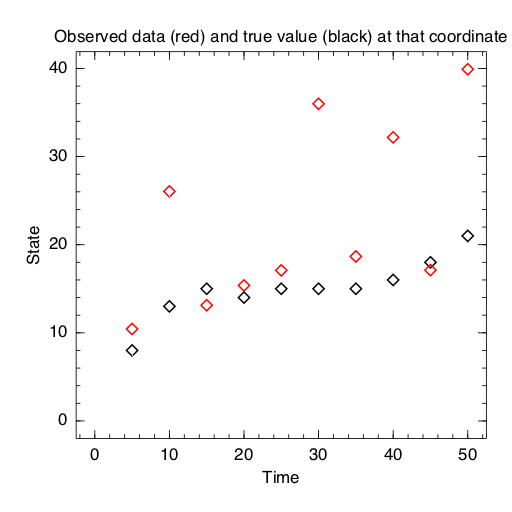 Observed data (red) and true value (black) at that coordinate
40
30
20
10
0
State
0 10 20 30 40 50
Time